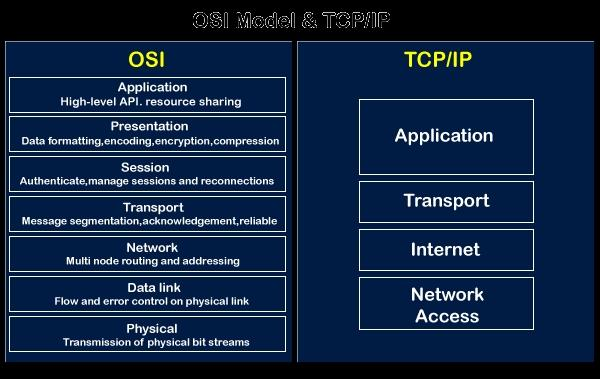 OSI Model & TCP/IP
OSI
Application
High-level API. resource sharing
Presentation
Data formatting,encoding,encryption,compression
Session
Authenticate,manage sessions and reconnections
Transport
Message segmentation,acknowledgement,reliable
Network
Multi node routing and addressing
Data link
Flow and error control on physical link
Physical
Transmission of physical bit streams
TCP/IP
Application
Transport
Internet
Network
Access